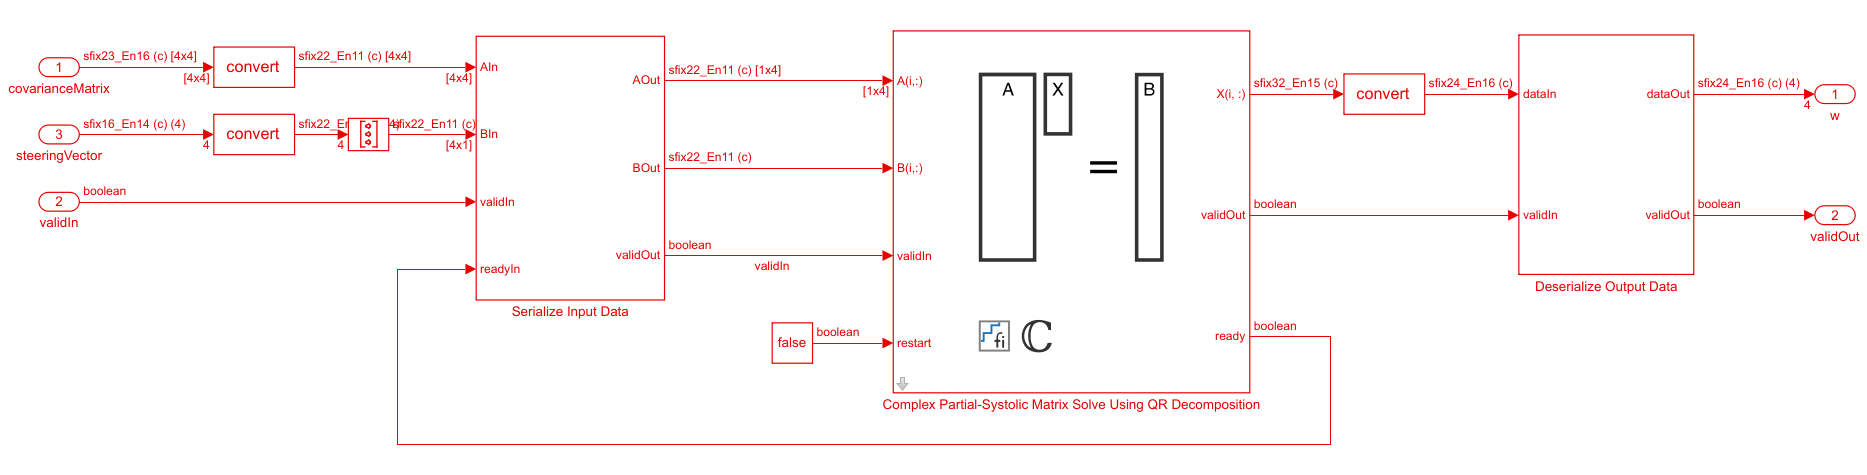 1
covarianceMatrix
sfix23_En16 (c) [4x4]
[4x4]
convert
sfix22_En11 (c) [4x4]
[4x4]
3
steeringVector
sfix16_En14 (c) (4)
4
convert
4
sfix22_En11 (c)
[4x1]
2
validIn
boolean
AIn
BIn
validIn
readyIn
AOut
BOut
validOut
Serialize Input Data
sfix22_En11 (c) [1x4]
[1x4]
sfix22_En11 (c)
boolean
validIn
false
boolean
A(i,:)
B(i,:)
validIn
restart
A
X
=
B
fi
ℂ
X(i, :)
validOut
ready
Complex Partial-Systolic Matrix Solve Using QR Decomposition
sfix32_En15 (c)
convert
sfix24_En16 (c)
boolean
boolean
dataIn
validIn
dataOut
validOut
Deserialize Output Data
sfix24_En16 (c) (4)
4
1
w
boolean
2
validOut